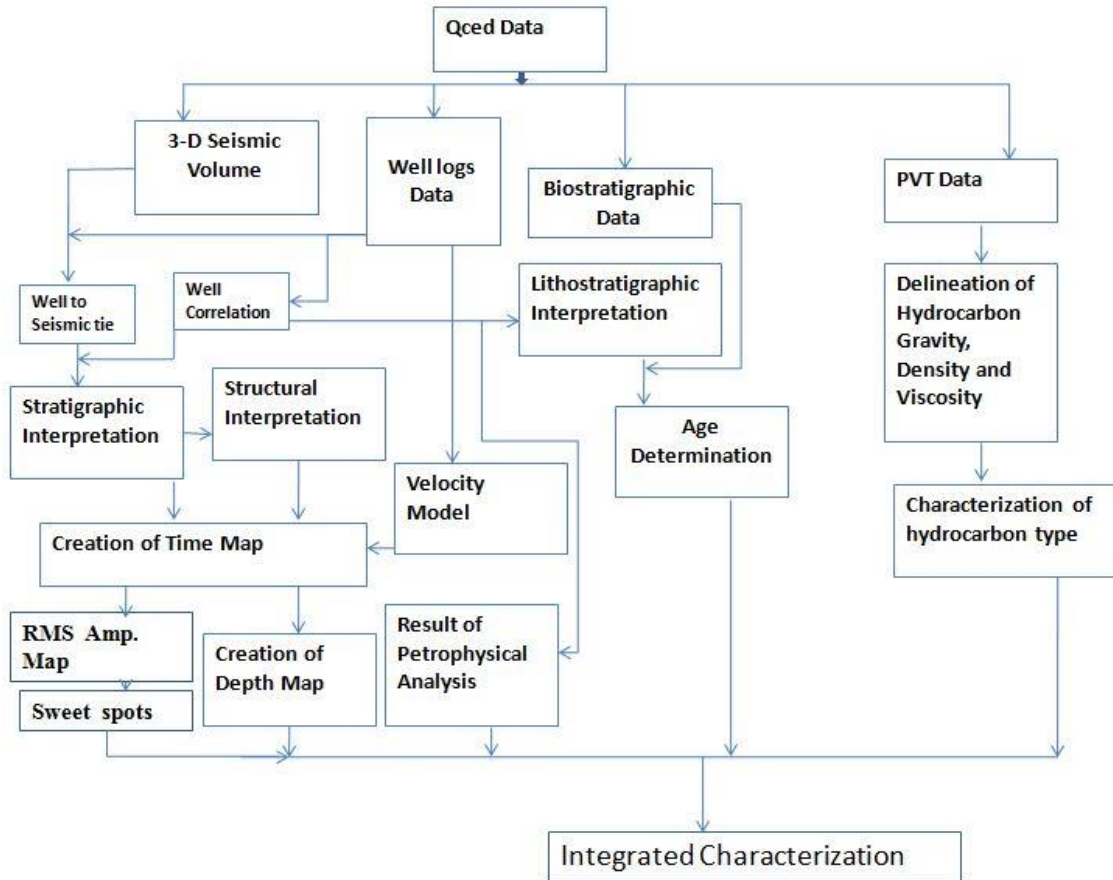 Qced Data
3-D Seismic
Volume
Well logs
Data
Biostratigraphic
Data
PVT Data
Well to
Seismic tie
Well
Correlation
Lithostratigraphic
Interpretation
Delineation of
Hydrocarbon
Gravity,
Density and
Viscosity
Stratigraphic
Interpretation
Structural
Interpretation
Age
Determination
Velocity
Model
Characterization of
hydrocarbon type
Creation of Time Map
RMS Amp.
Map
Creation of
Depth Map
Result of
Petrophysical
Analysis
Sweet spots
Integrated Characterization